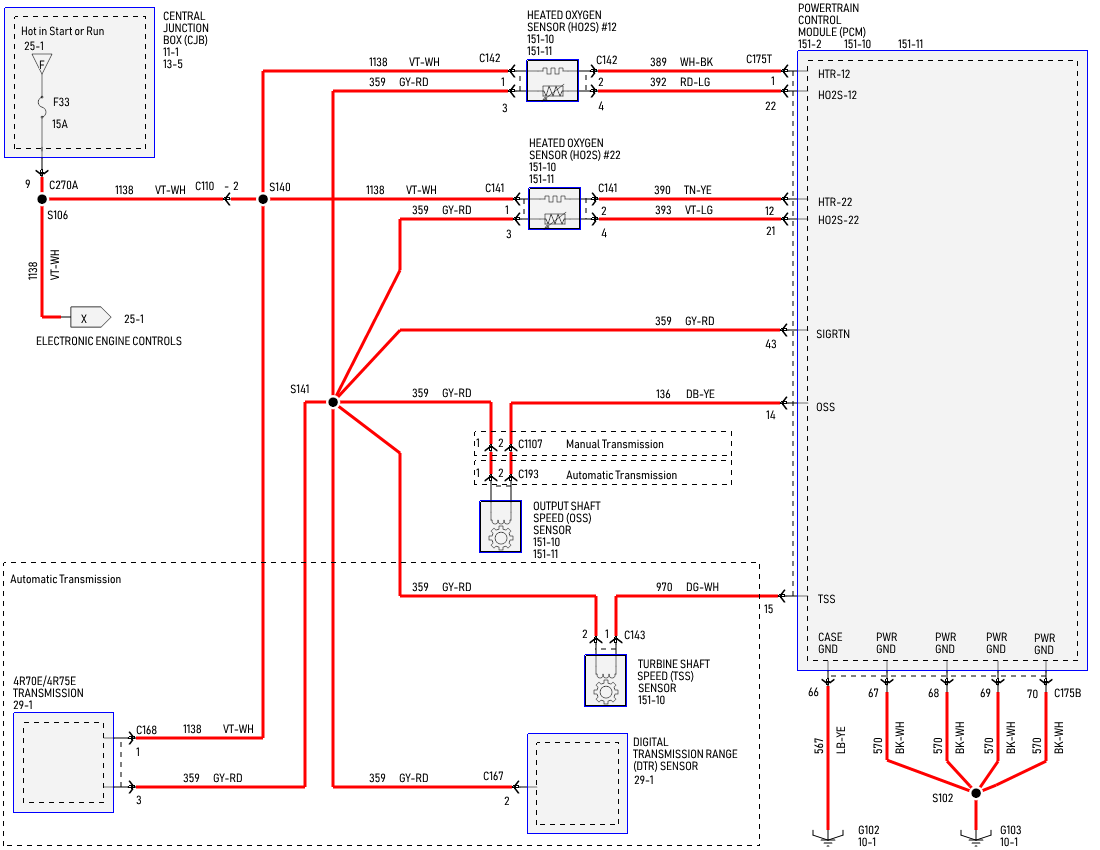 CENTRAL
JUNCTION
BOX (CJB)
11-1
13-5
Hot in Start or Run
25-1
F
F33
15A
9
C270A
S106
1138
VT-WH
C110
2
S140
1138
VT-WH
X
25-1
ELECTRONIC ENGINE CONTROLS
HEATED OXYGEN
SENSOR (HO2S) #12
151-10
151-11
1138
VT-WH
C142
C142
389
WH-BK
C175T
359
GY-RD
1
2
392
RD-LG
1
3
4
22
HEATED OXYGEN
SENSOR (HO2S) #22
151-10
151-11
1138
VT-WH
C141
C141
390
TN-YE
359
GY-RD
1
2
393
VT-LG
12
3
4
21
POWERTRAIN
CONTROL
MODULE (PCM)
151-2
151-10
151-11
HTR-12
HO2S-12
HTR-22
HO2S-22
359
GY-RD
43
SIGRTN
S141
359
GY-RD
136
DB-YE
14
OSS
1
2
C1107
Manual Transmission
1
2
C193
Automatic Transmission
OUTPUT SHAFT
SPEED (OSS)
SENSOR
151-10
151-11
Automatic Transmission
359
GY-RD
970
DG-WH
15
TSS
2
1
C143
TURBINE SHAFT
SPEED (TSS)
SENSOR
151-10
4R70E/4R75E
TRANSMISSION
29-1
C168
1138
VT-WH
1
359
GY-RD
3
359
GY-RD
C167
2
DIGITAL
TRANSMISSION RANGE
(DTR) SENSOR
29-1
CASE
GND
PWR
GND
PWR
GND
PWR
GND
PWR
GND
66
67
68
69
70
C175B
567
LB-YE
570
BK-WH
570
BK-WH
570
BK-WH
570
BK-WH
S102
G102
10-1
G103
10-1